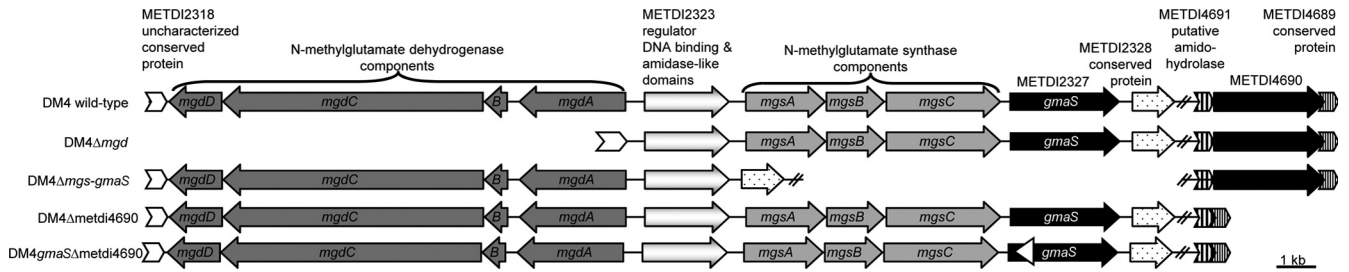 METDI2318
uncharacterized
conserved
protein
N-methylglutamate dehydrogenase
components
METDI2323
regulator
DNA binding &
amidase-like
domains
N-methylglutamate synthase
components
METDI2327
METDI2328
conserved
protein
METDI4691
putative
amido-
hydrolase
METDI4689
conserved
protein
METDI4690
DM4 wild-type mgdD mgdC B mgdA mgsA mgsB mgsC gmaS
DM4Δmgd mgsA mgsB mgsC gmaS
DM4Δmgs-gmaS mgdD mgdC B mgdA
DM4Δmetdi4690 mgdD mgdC B mgdA mgsA mgsB mgsC gmaS
DM4gmaSΔmetdi4690 mgdD mgdC B mgdA mgsA mgsB mgsC gmaS
1 kb